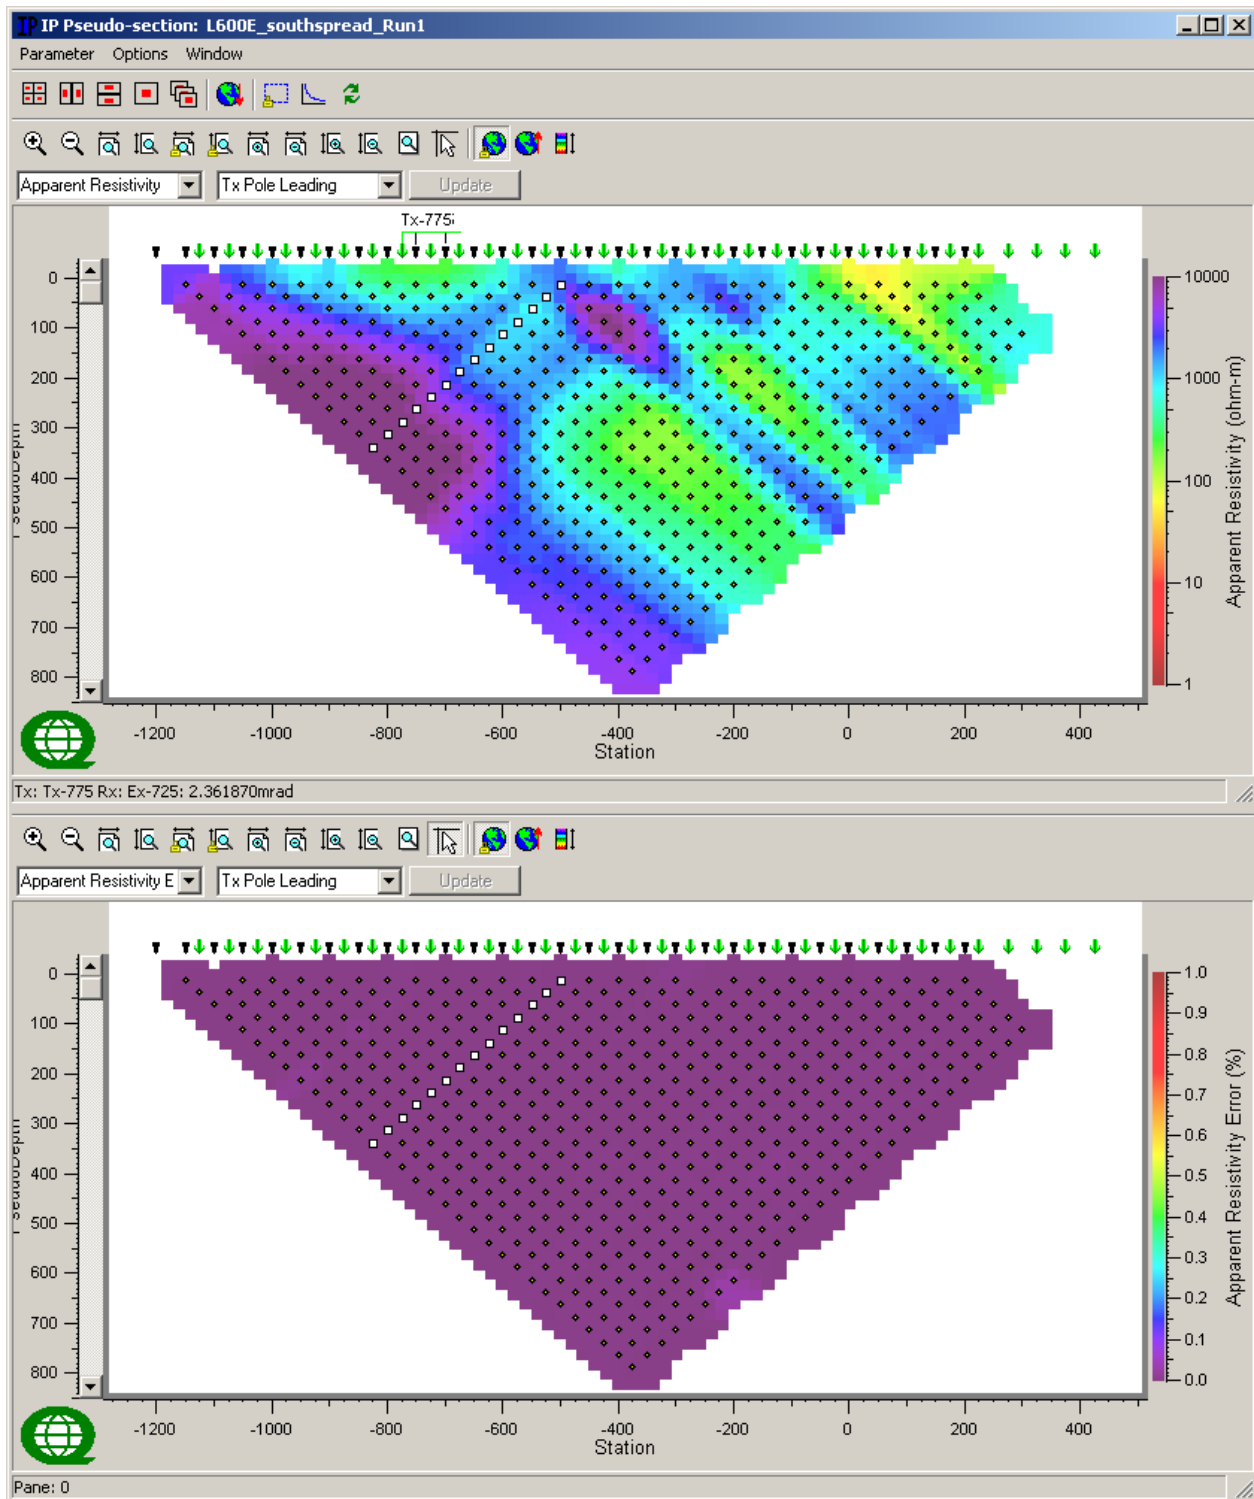 IP IP Pseudo-section: L600E_southspread_Run1
Parameter Options Window
Apparent Resistivity Tx Pole Leading Update
Tx-775
0
100
200
300
400
500
600
700
800
10000
1000
100
10
1
Apparent Resistivity (ohm-m)
-1200 -1000 -800 -600 -400 -200 0 200 400
Station
Tx: Tx-775 Rx: Ex-725: 2.361870mrad
Apparent Resistivity E Tx Pole Leading Update
0
100
200
300
400
500
600
700
800
1.0
0.9
0.8
0.7
0.6
0.5
0.4
0.3
0.2
0.1
0.0
Apparent Resistivity Error (%)
-1200 -1000 -800 -600 -400 -200 0 200 400
Station
Pane: 0